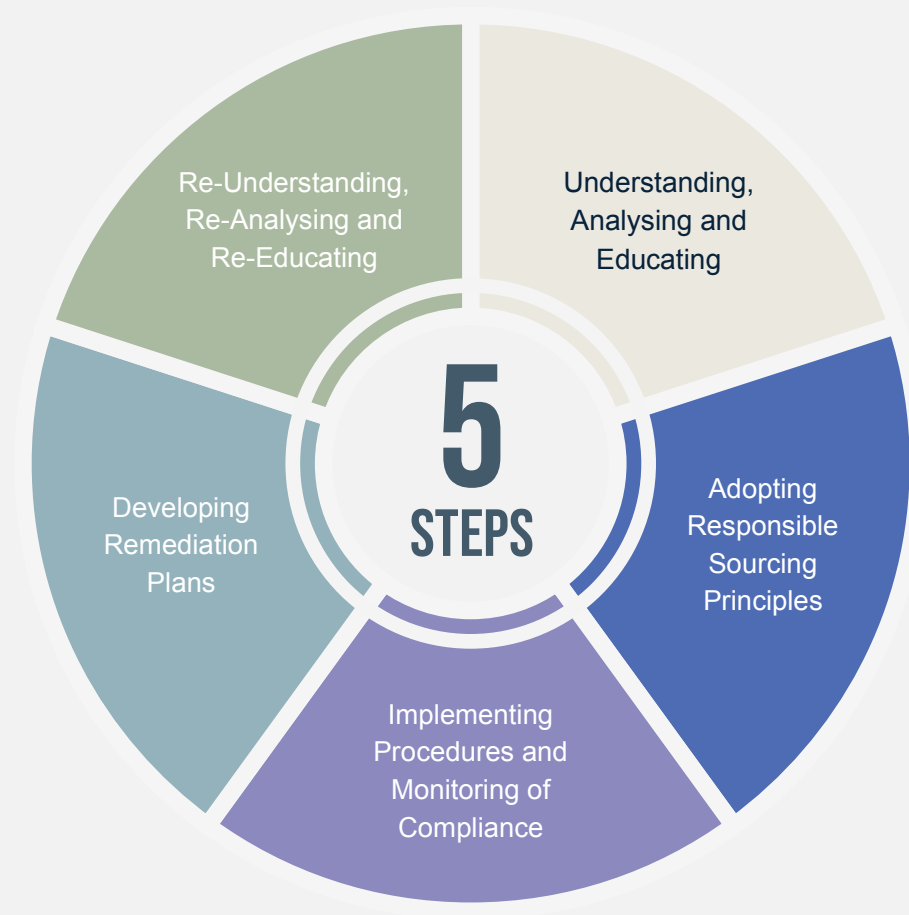 Re-Understanding,
Re-Analysing and
Re-Educating
Understanding,
Analysing and
Educating
5
STEPS
Developing
Remediation
Plans
Adopting
Responsible
Sourcing
Principles
Implementing
Procedures and
Monitoring of
Compliance